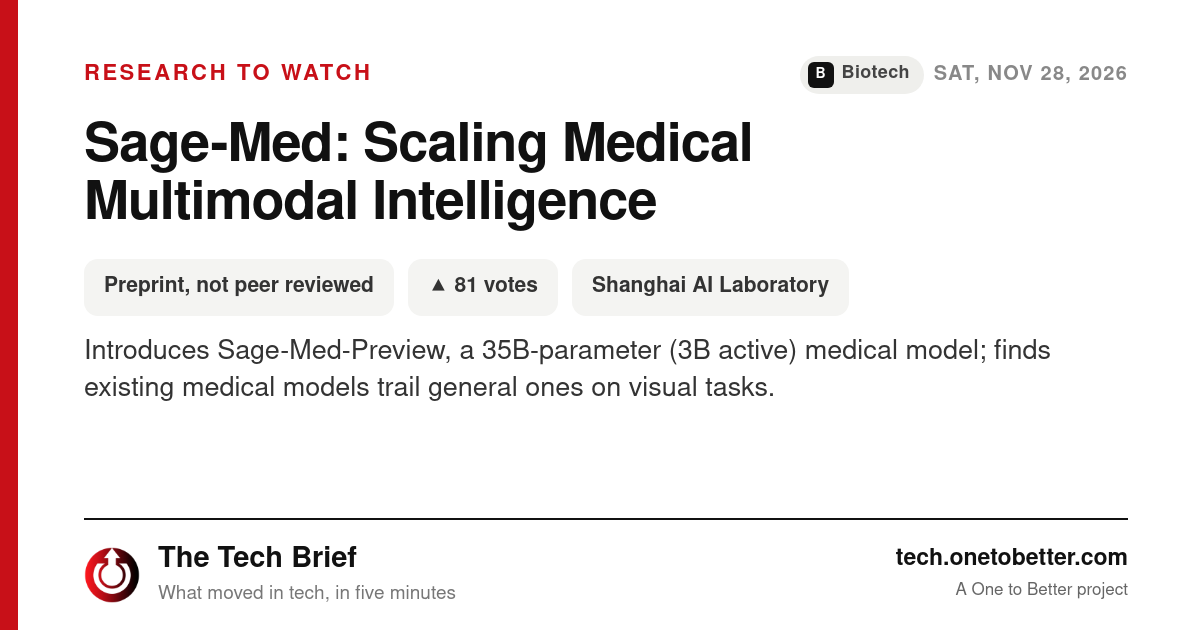 RESEARCH TO WATCH
B Biotech SAT, NOV 28, 2026
Sage-Med: Scaling Medical
Multimodal Intelligence
Preprint, not peer reviewed
▲ 81 votes
Shanghai AI Laboratory
Introduces Sage-Med-Preview, a 35B-parameter (3B active) medical model; finds
existing medical models trail general ones on visual tasks.
The Tech Brief
What moved in tech, in five minutes
tech.onetobetter.com
A One to Better project